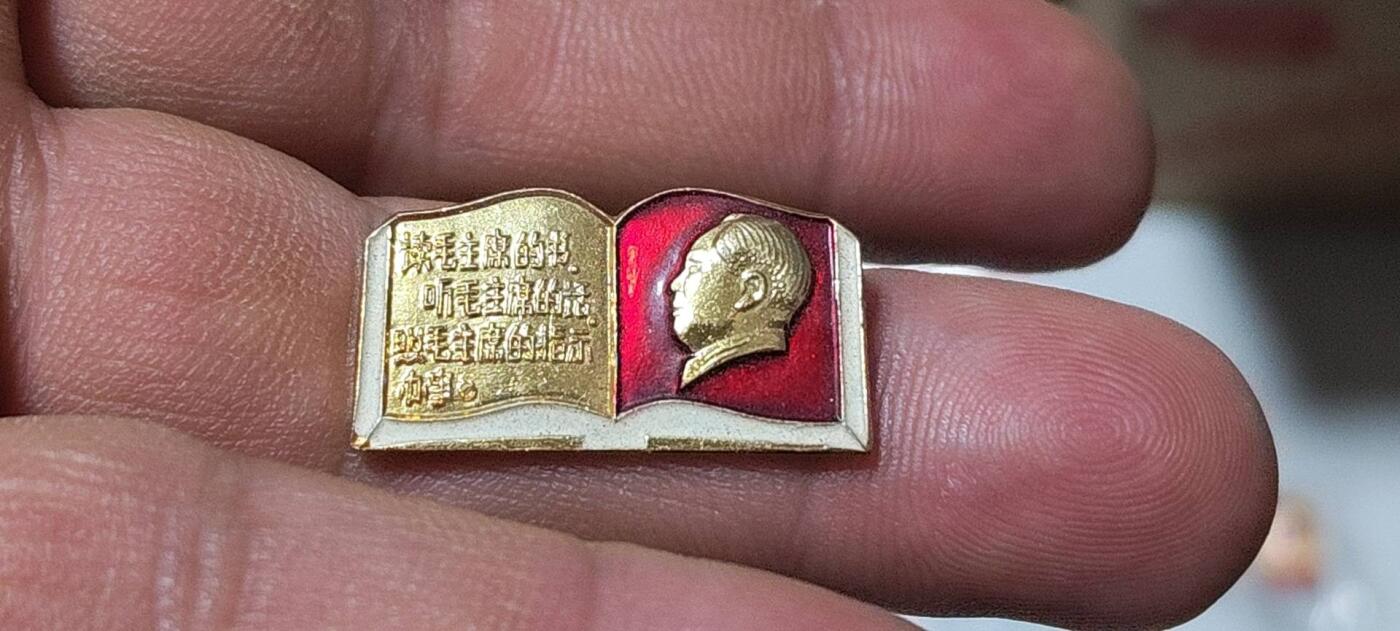 读毛主席的书,
听毛主席的话,
照毛主席的指示
办事。